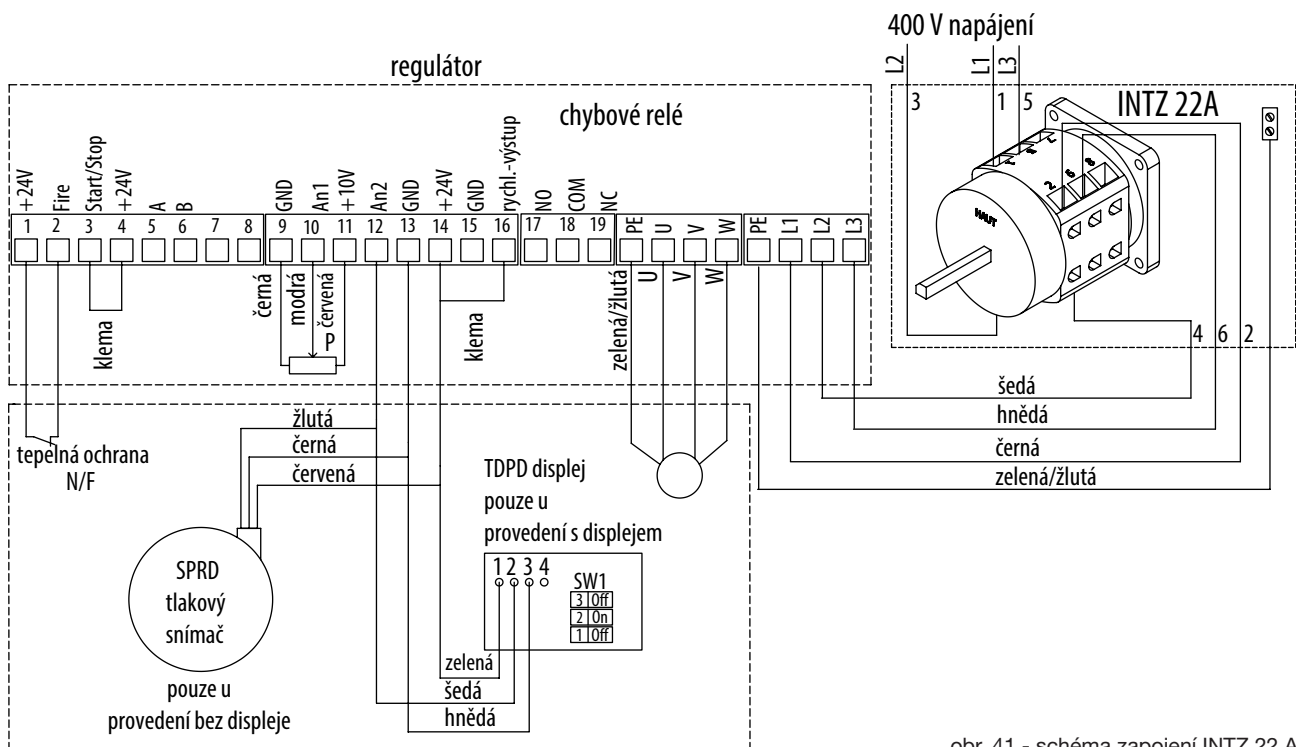 400 V napájení
L2
L1
L3
regulátor
3
1
5
INTZ 22A
chybové relé
+24V
Fire
Start/Stop
+24V
A
B
GND
An1
+10V
An2
GND
+24V
GND
rychl.-výstup
NO
COM
NC
PE
U
V
W
PE
L1
L2
L3
1 2 3 4 5 6 7 8 9 10 11 12 13 14 15 16 17 18 19
HAUT
2
černá
modrá
červená
P
klema
klema
zelená/žlutá
U
V
W
4 6 2
šedá
hnědá
černá
zelená/žlutá
tepelná ochrana
N/F
žlutá
černá
červená
TDPD displej
pouze u
provedení s displejem
1 2 3 4
SW1
3 Off
2 On
1 Off
SPRD
tlakový
snímač
pouze u
provedení bez displeje
zelená
šedá
hnědá
obr. 41 - schéma zapojení INTZ 22 A